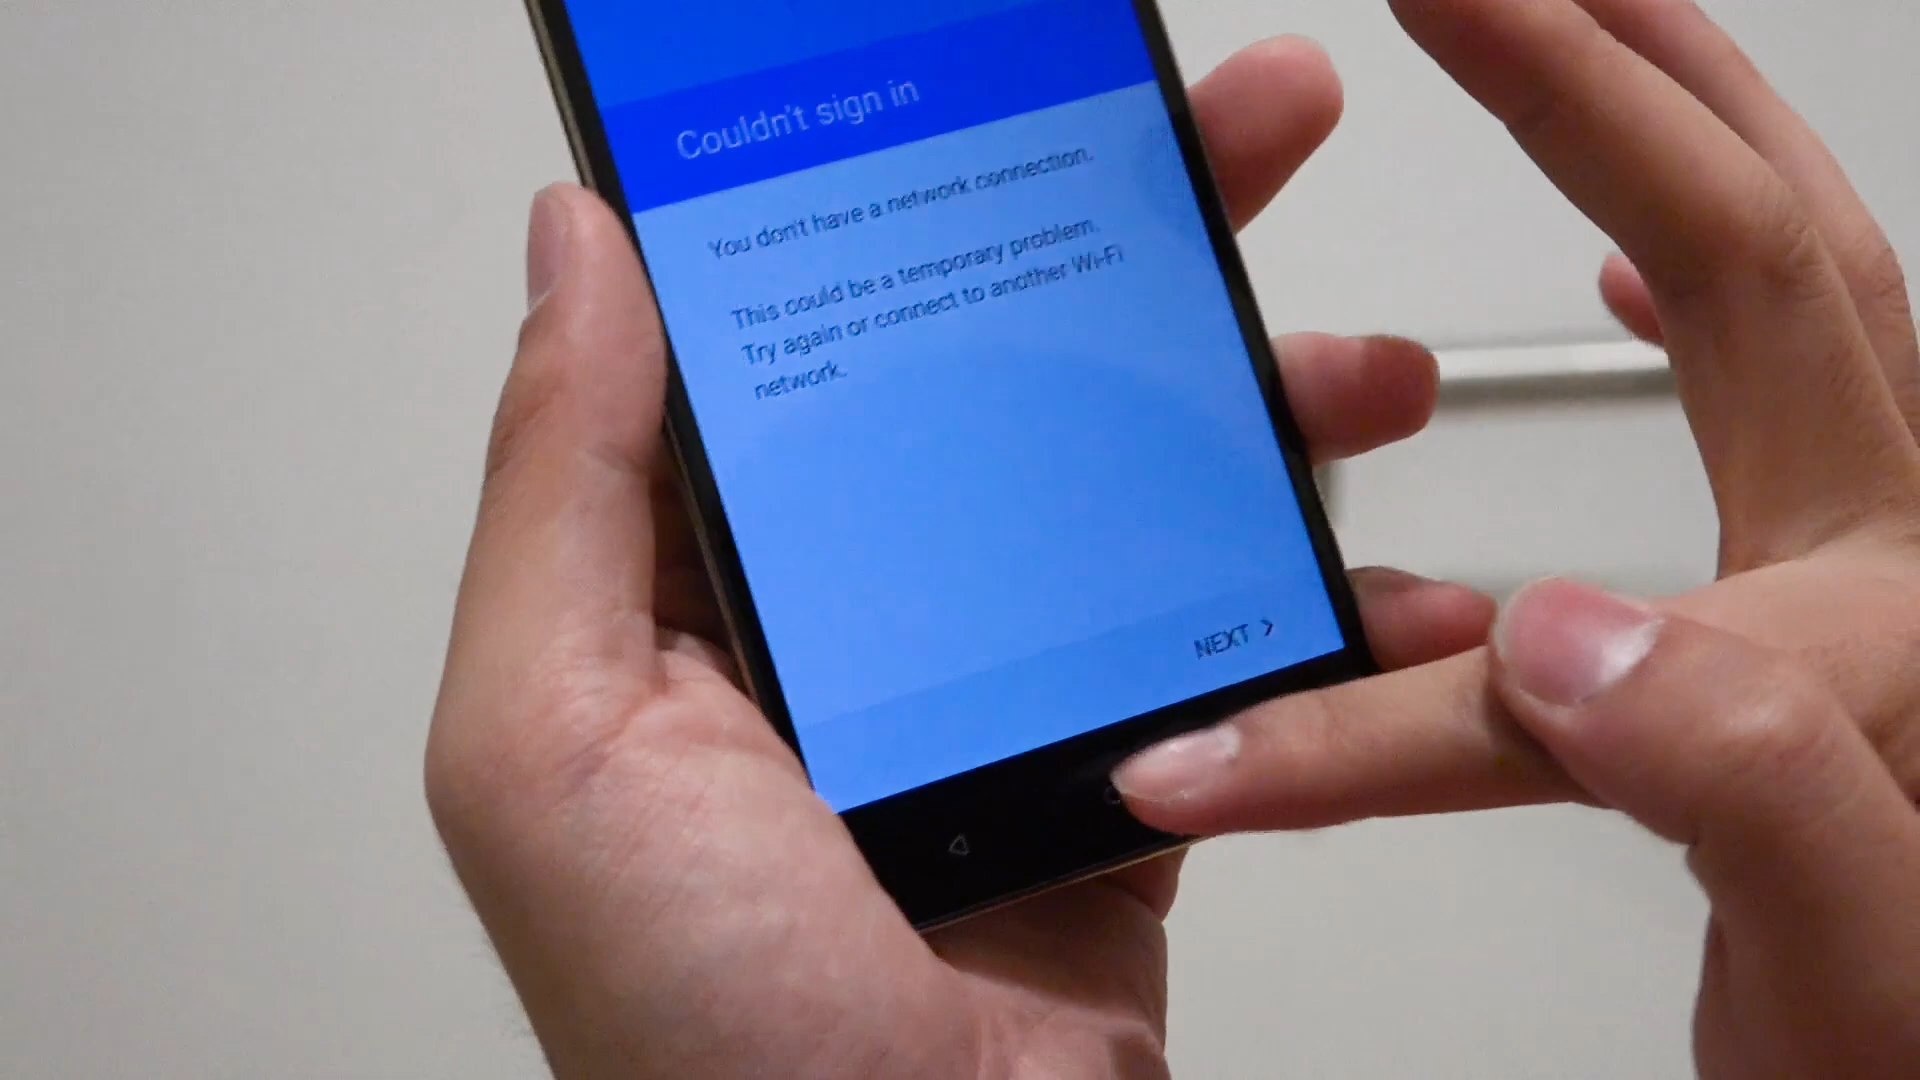 Couldn't sign in
You don't have a network connection.
This could be a temporary problem.
Try again or connect to another Wi-Fi
network.
NEXT >